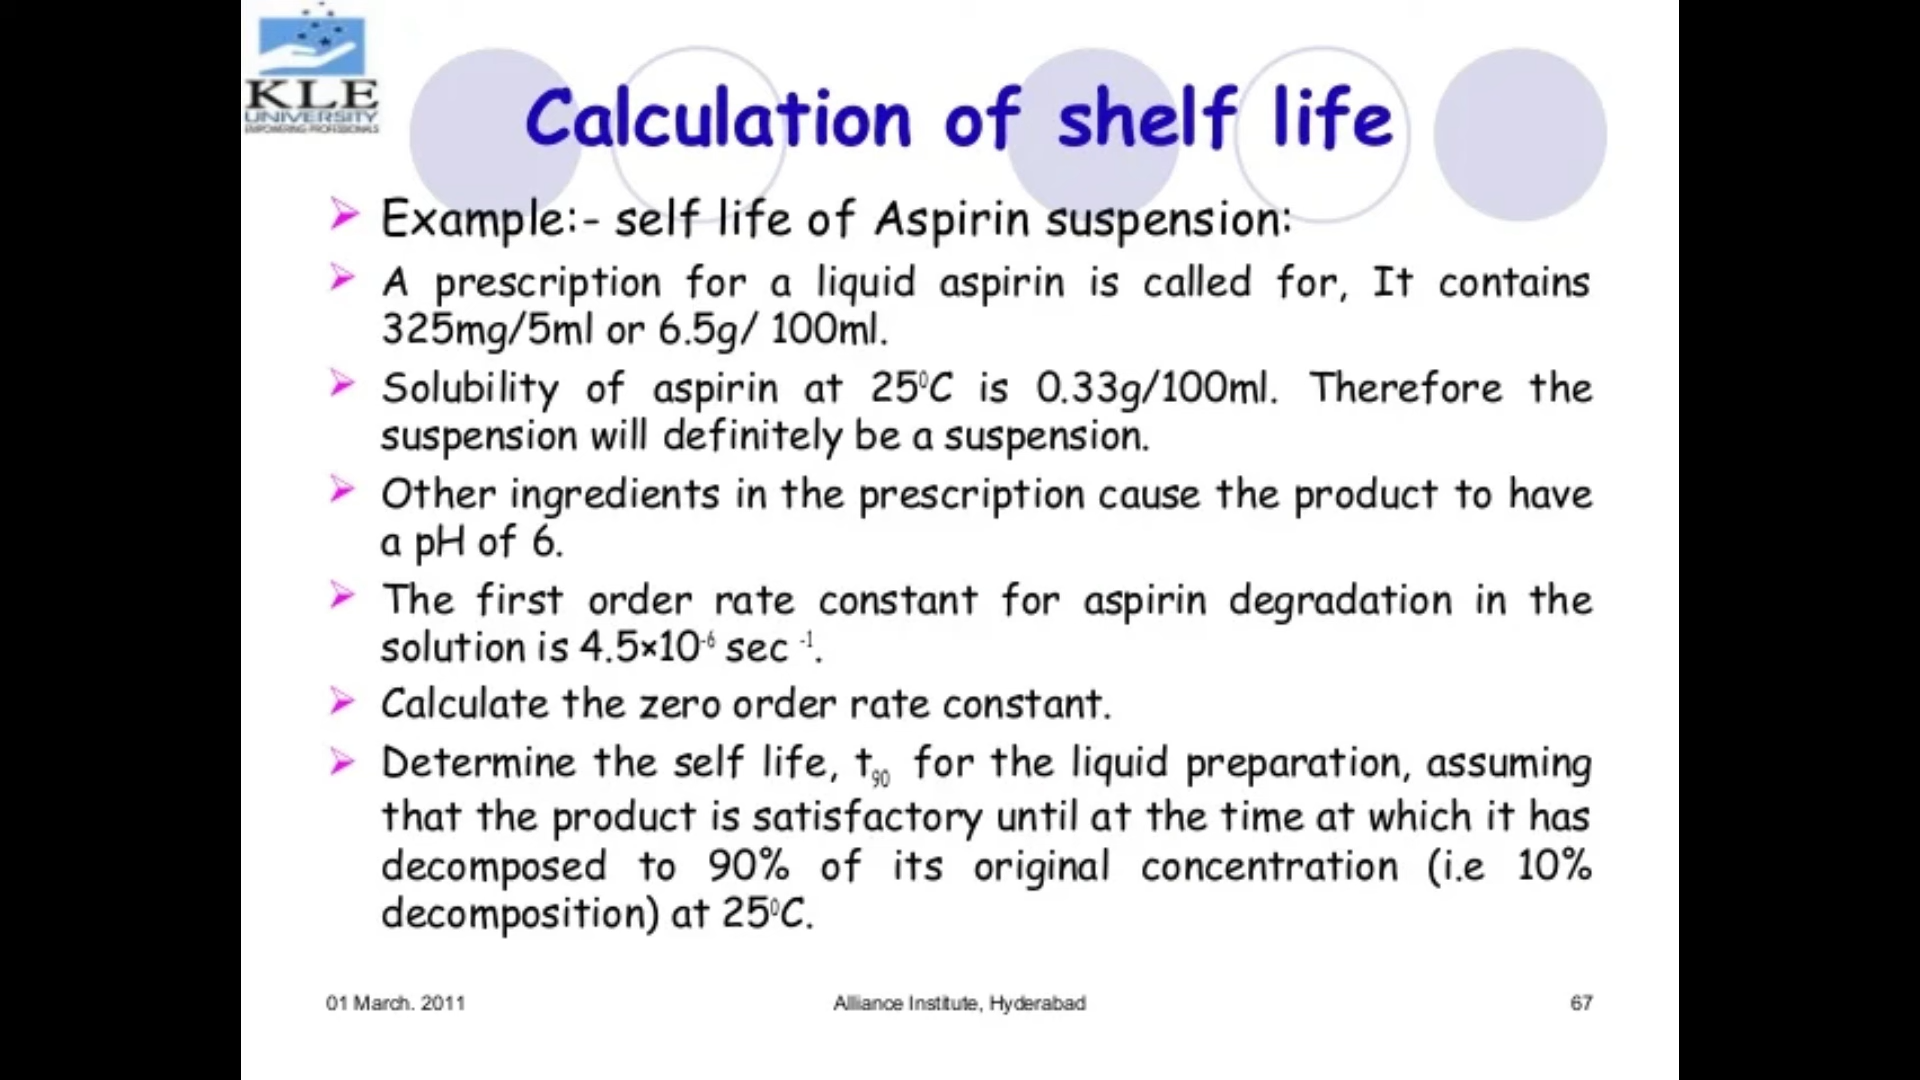 KLE
UNIVERSITY
EMPOWERING PROFESSIONALS
Calculation of shelf life
Example:- self life of Aspirin suspension:
A prescription for a liquid aspirin is called for, It contains
325mg/5ml or 6.5g/ 100ml.
Solubility of aspirin at 25⁰C is 0.33g/100ml. Therefore the
suspension will definitely be a suspension.
Other ingredients in the prescription cause the product to have
a pH of 6.
The first order rate constant for aspirin degradation in the
solution is 4.5×10⁻⁶ sec ⁻¹.
Calculate the zero order rate constant.
Determine the self life, t₉₀ for the liquid preparation, assuming
that the product is satisfactory until at the time at which it has
decomposed to 90% of its original concentration (i.e 10%
decomposition) at 25⁰C.
01 March. 2011
Alliance Institute, Hyderabad
67